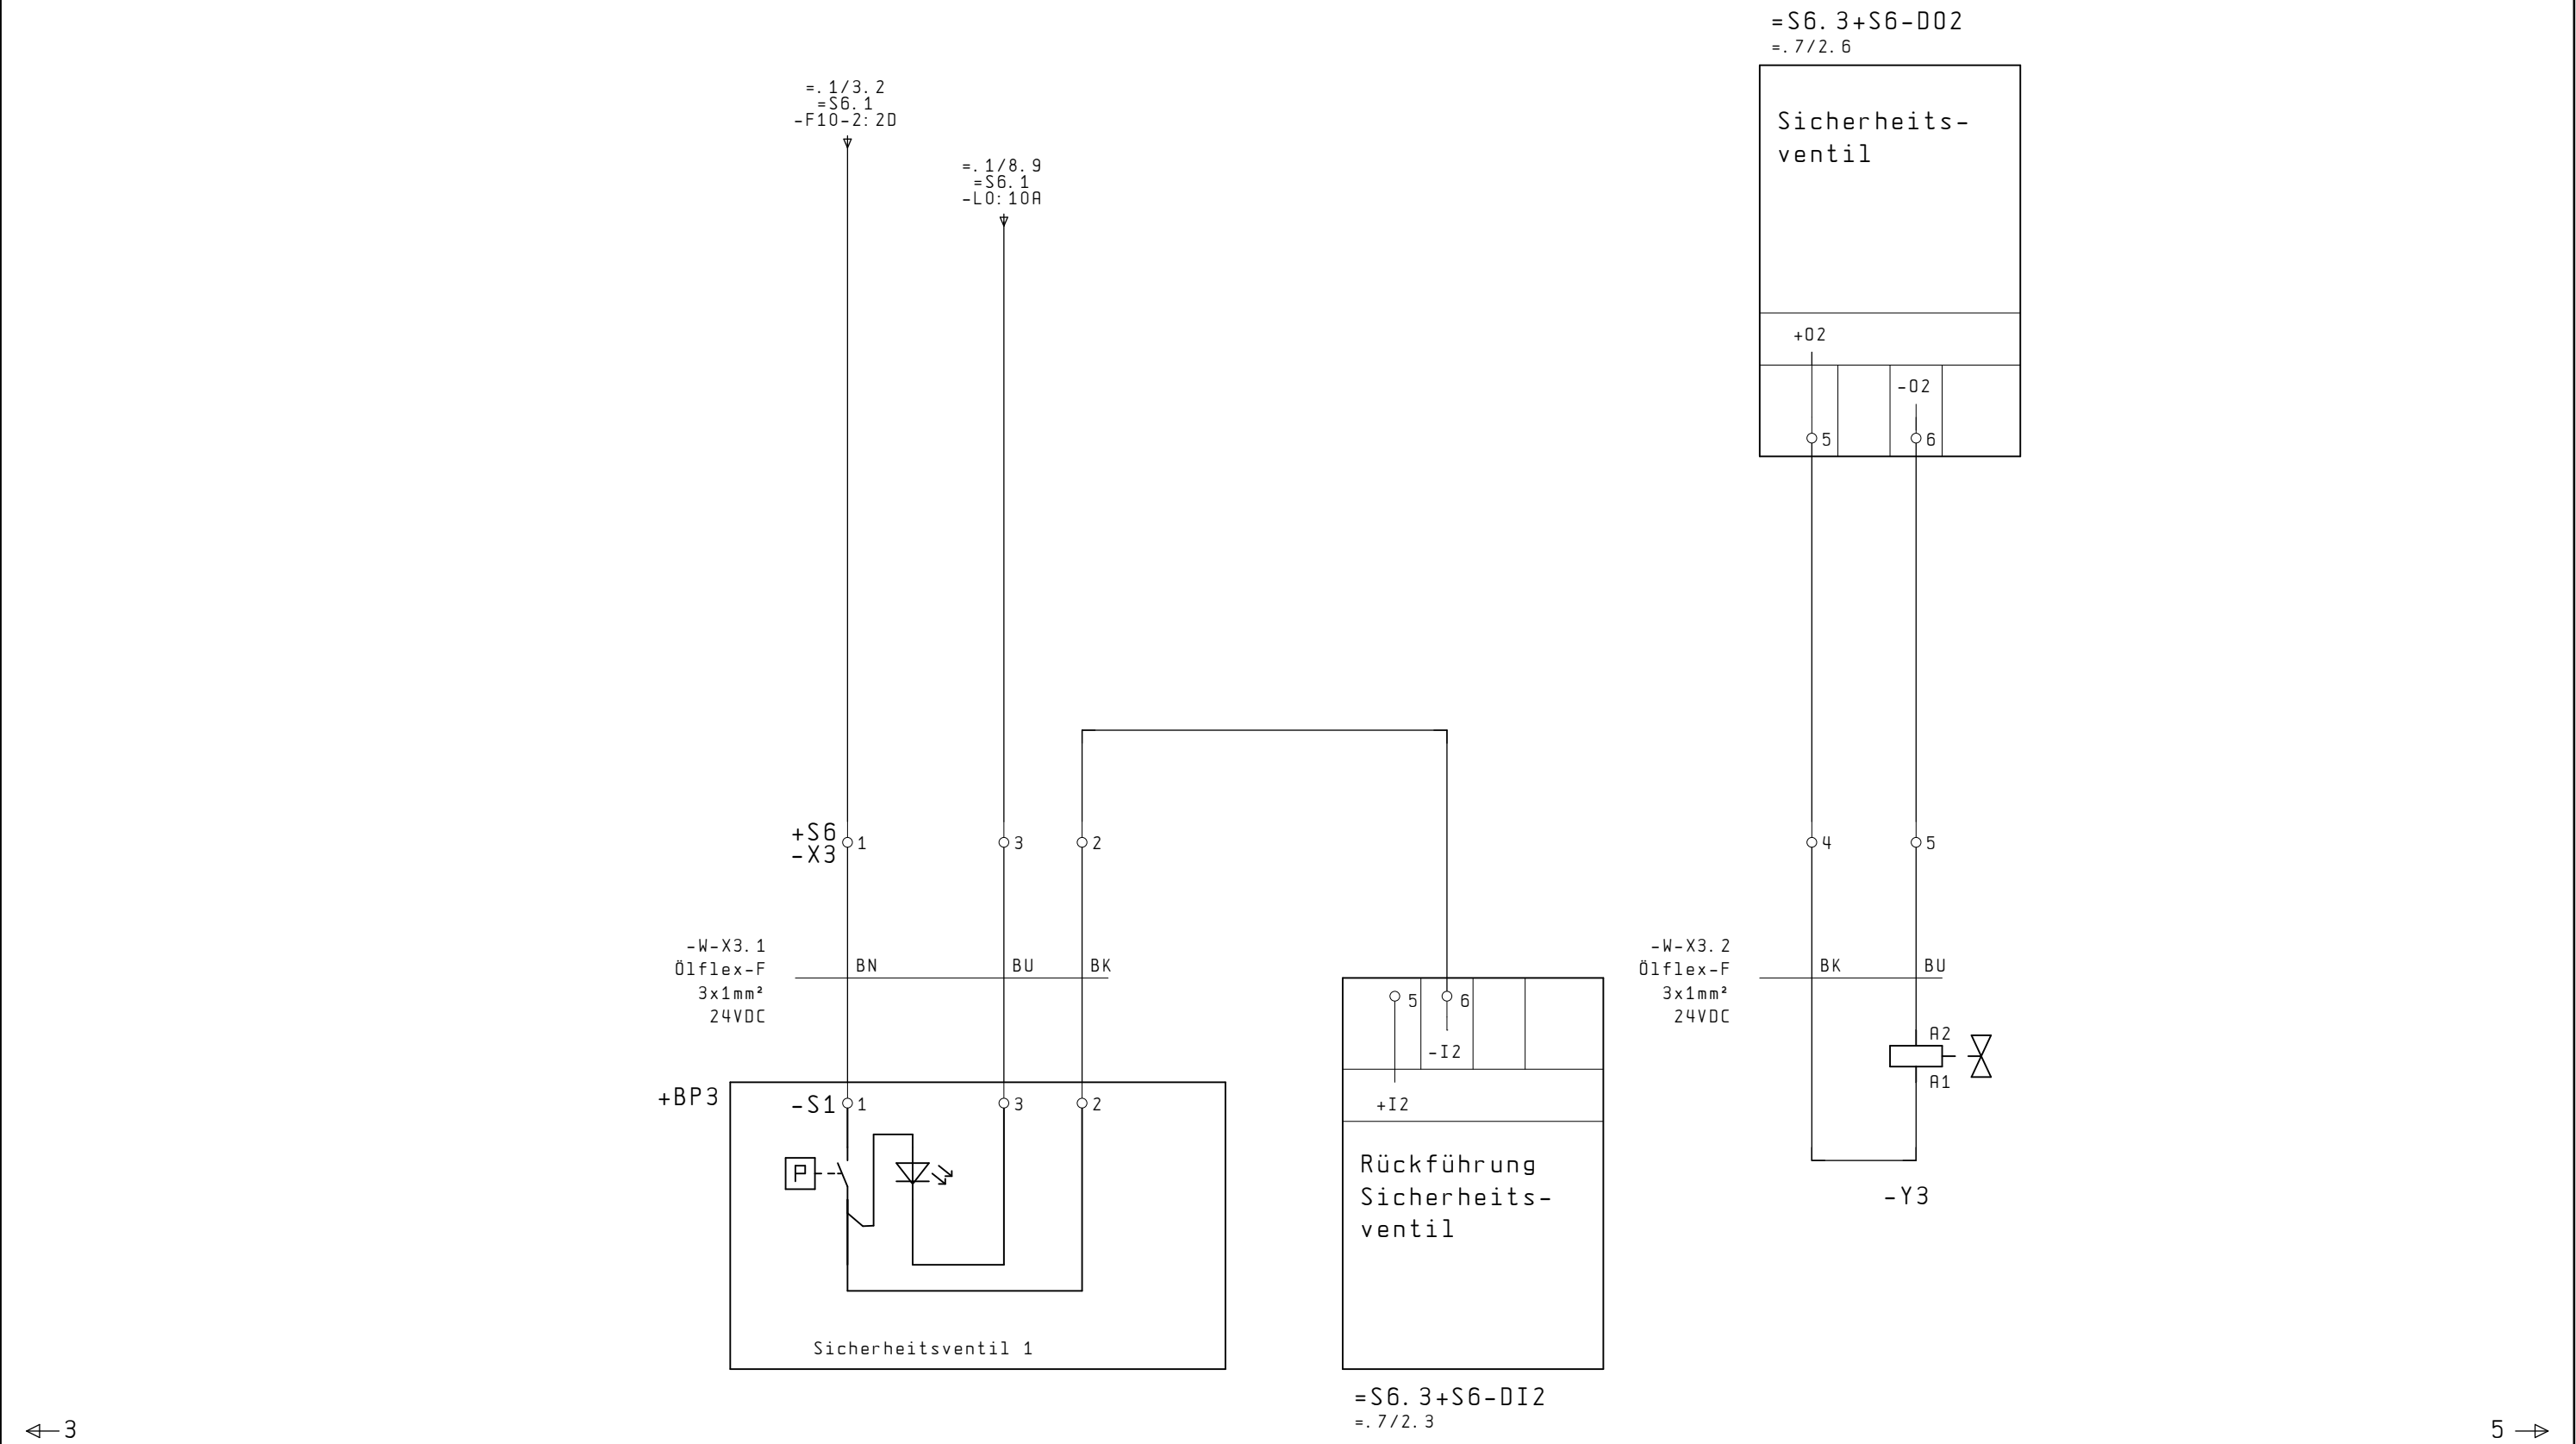 =S6.3+S6-DO2
=.7/2.6
Sicherheits-
ventil
+O2
-O2
5
6
=.1/3.2
=S6.1
-F10-2:2D
=.1/8.9
=S6.1
-L0:10A
+S6
-X3
1
3
2
4
5
-W-X3.1
Ölflex-F
3x1mm²
24VDC
BN
BU
BK
-W-X3.2
Ölflex-F
3x1mm²
24VDC
BK
BU
A2
A1
-Y3
+BP3
-S1
1
3
2
P
Sicherheitsventil 1
5
6
-I2
+I2
Rückführung
Sicherheits-
ventil
=S6.3+S6-DI2
=.7/2.3
3
5